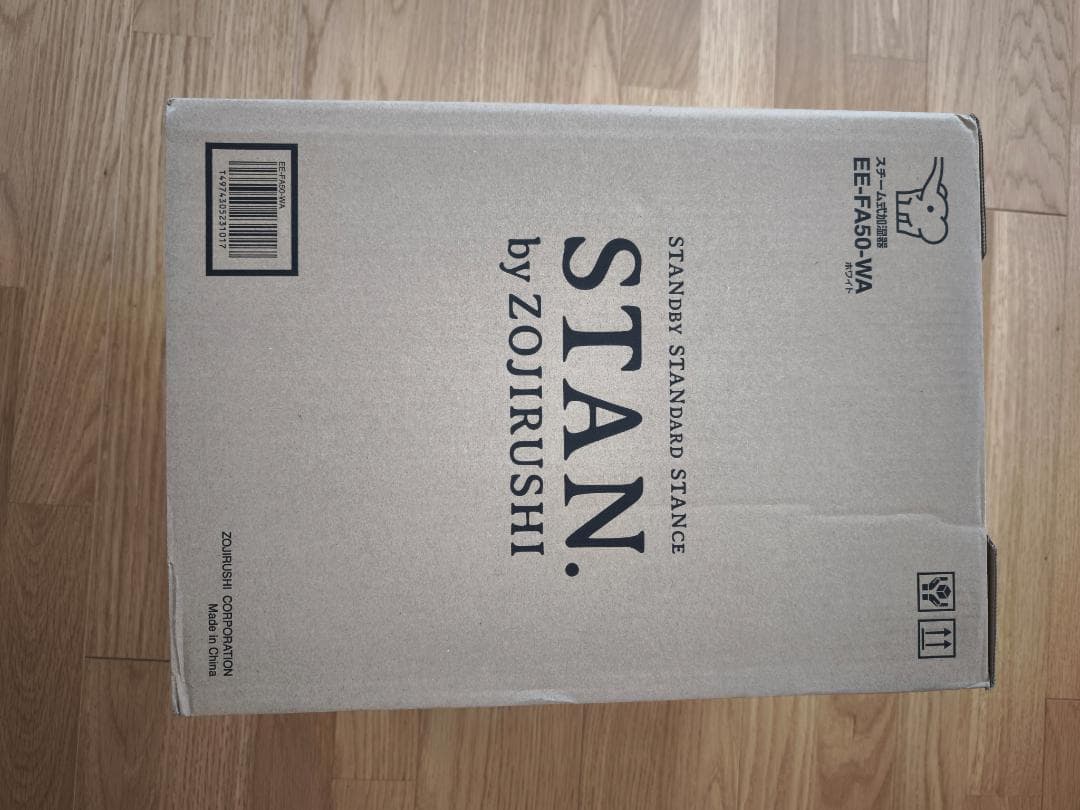 スチーム式加湿器
EE-FA50-WA
ホワイト
STANDBY STANDARD STANCE
STAN.
by ZOJIRUSHI
EE-FA50-WA
T4974305231017
ZOJIRUSHI CORPORATION
Made in China